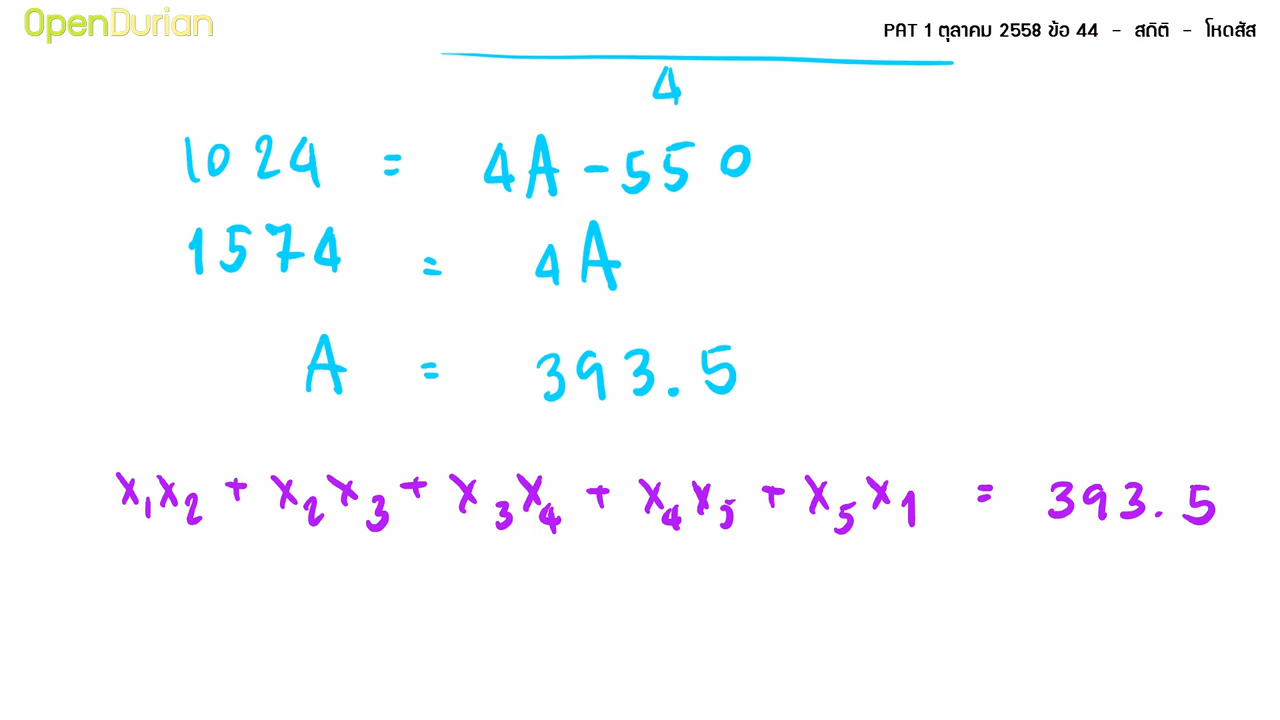 OpenDurian
PAT 1 ตุลาคม 2558 ข้อ 44 - สถิติ - โหดสัส
4
1024 = 4A - 550
1574 = 4A
A = 393.5
x₁x₂ + x₂x₃ + x₃x₄ + x₄x₅ + x₅x₁ = 393.5